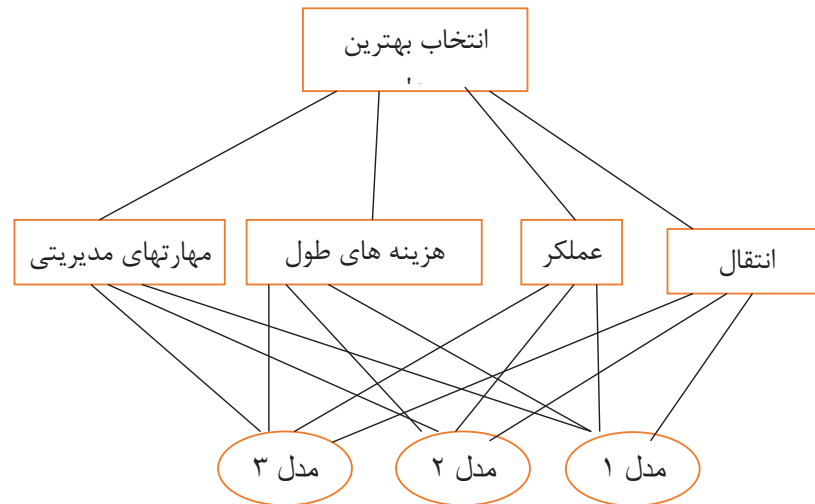 انتخاب بهترین
انتقال
عملکر
هزینه های طول
مهارتهای مدیریتی
مدل ۱
مدل ۲
مدل ۳